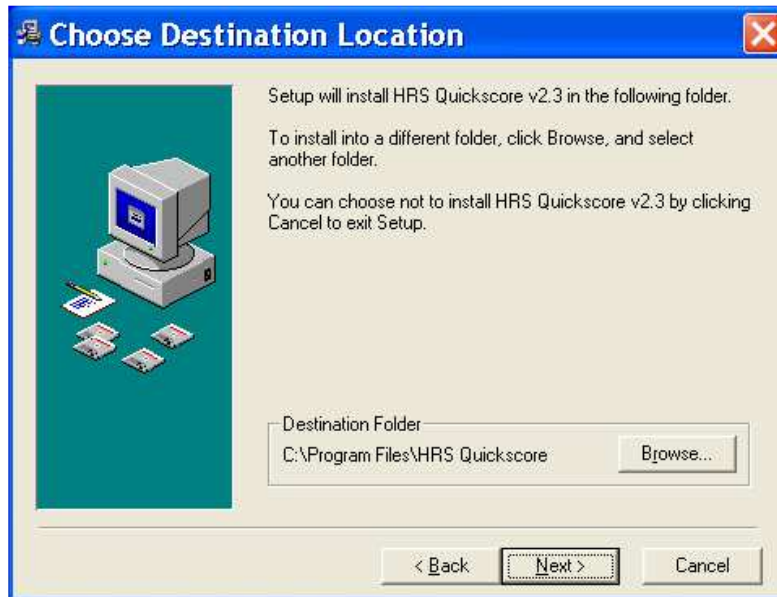 Choose Destination Location
Setup will install HRS Quickscore v2.3 in the following folder.
To install into a different folder, click Browse, and select
another folder.
You can choose not to install HRS Quickscore v2.3 by clicking
Cancel to exit Setup.
Destination Folder
C:\Program Files\HRS Quickscore
Browse...
< Back
Next >
Cancel